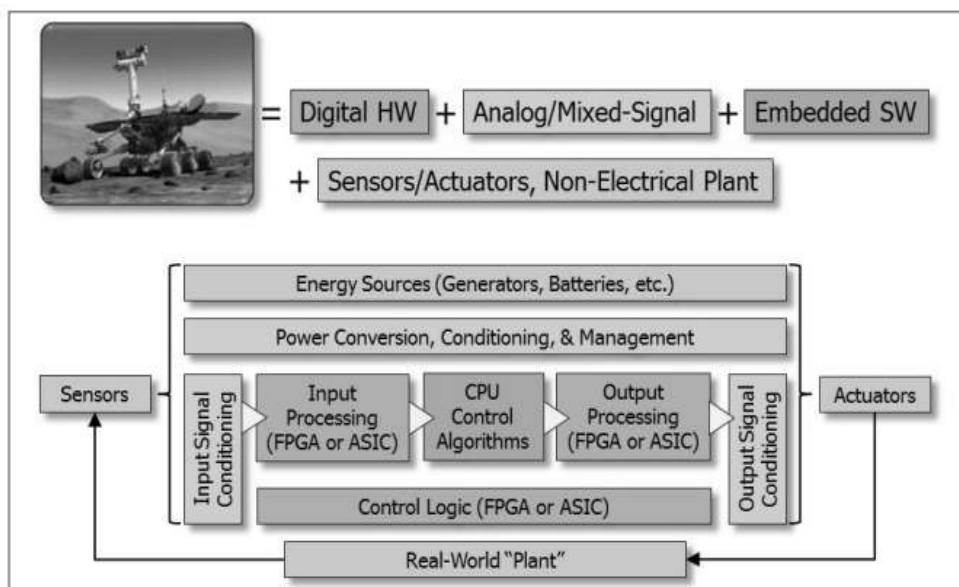 = Digital HW + Analog/Mixed-Signal + Embedded SW
+ Sensors/Actuators, Non-Electrical Plant
Energy Sources (Generators, Batteries, etc.)
Power Conversion, Conditioning, & Management
Sensors
Input Signal
Conditioning
Input
Processing
(FPGA or ASIC)
CPU
Control
Algorithms
Output
Processing
(FPGA or ASIC)
Output Signal
Conditioning
Actuators
Control Logic (FPGA or ASIC)
Real-World “Plant”